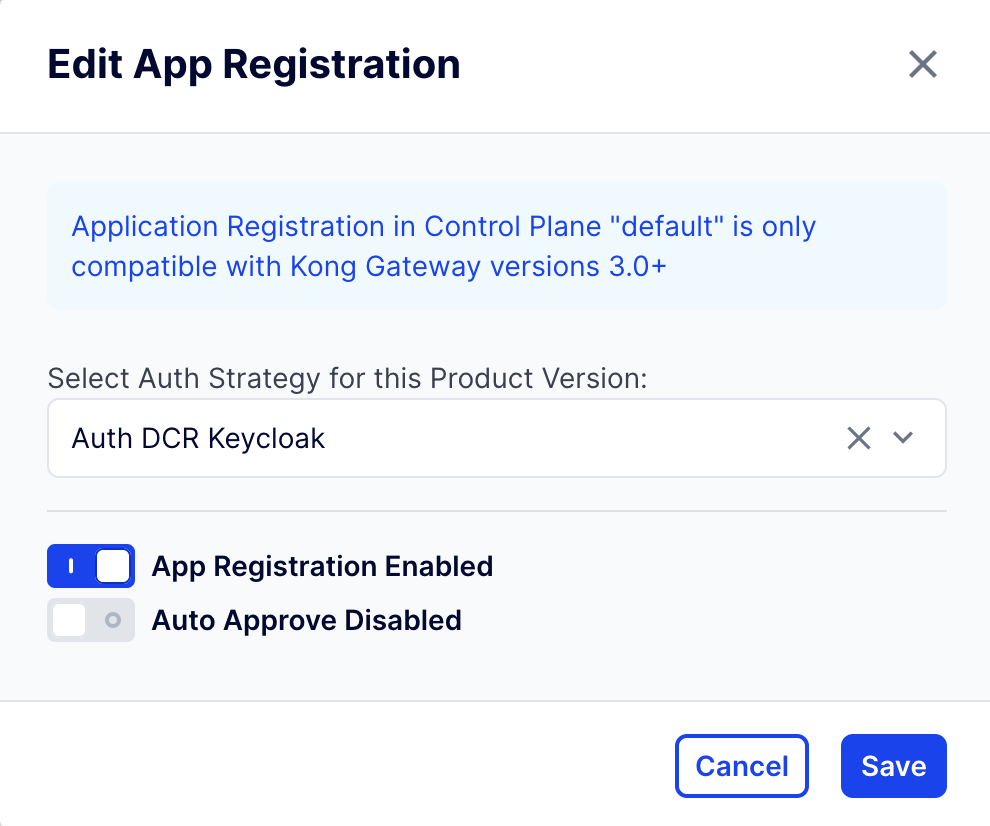 Edit App Registration
Application Registration in Control Plane "default" is only
compatible with Kong Gateway versions 3.0+
Select Auth Strategy for this Product Version:
Auth DCR Keycloak
App Registration Enabled
Auto Approve Disabled
Cancel
Save